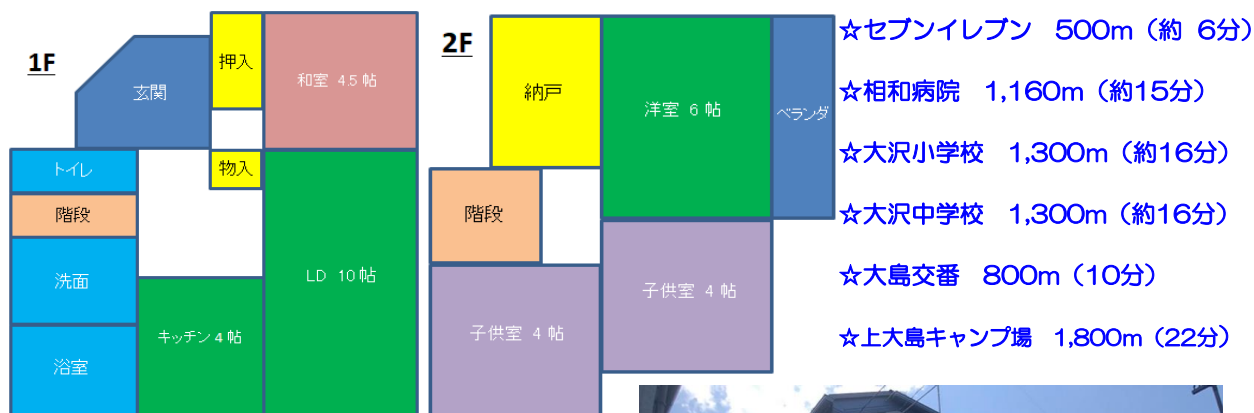 1F
押入
和室 4.5 帖
玄関
トイレ
物入
階段
洗面
LD 10 帖
キッチン 4 帖
浴室
2F
納戸
洋室 6 帖
ベランダ
階段
子供室 4 帖
子供室 4 帖
☆セブンイレブン 500m（約 6分）
☆相和病院 1,160m（約15分）
☆大沢小学校 1,300m（約16分）
☆大沢中学校 1,300m（約16分）
☆大島交番 800m（10分）
☆上大島キャンプ場 1,800m（22分）